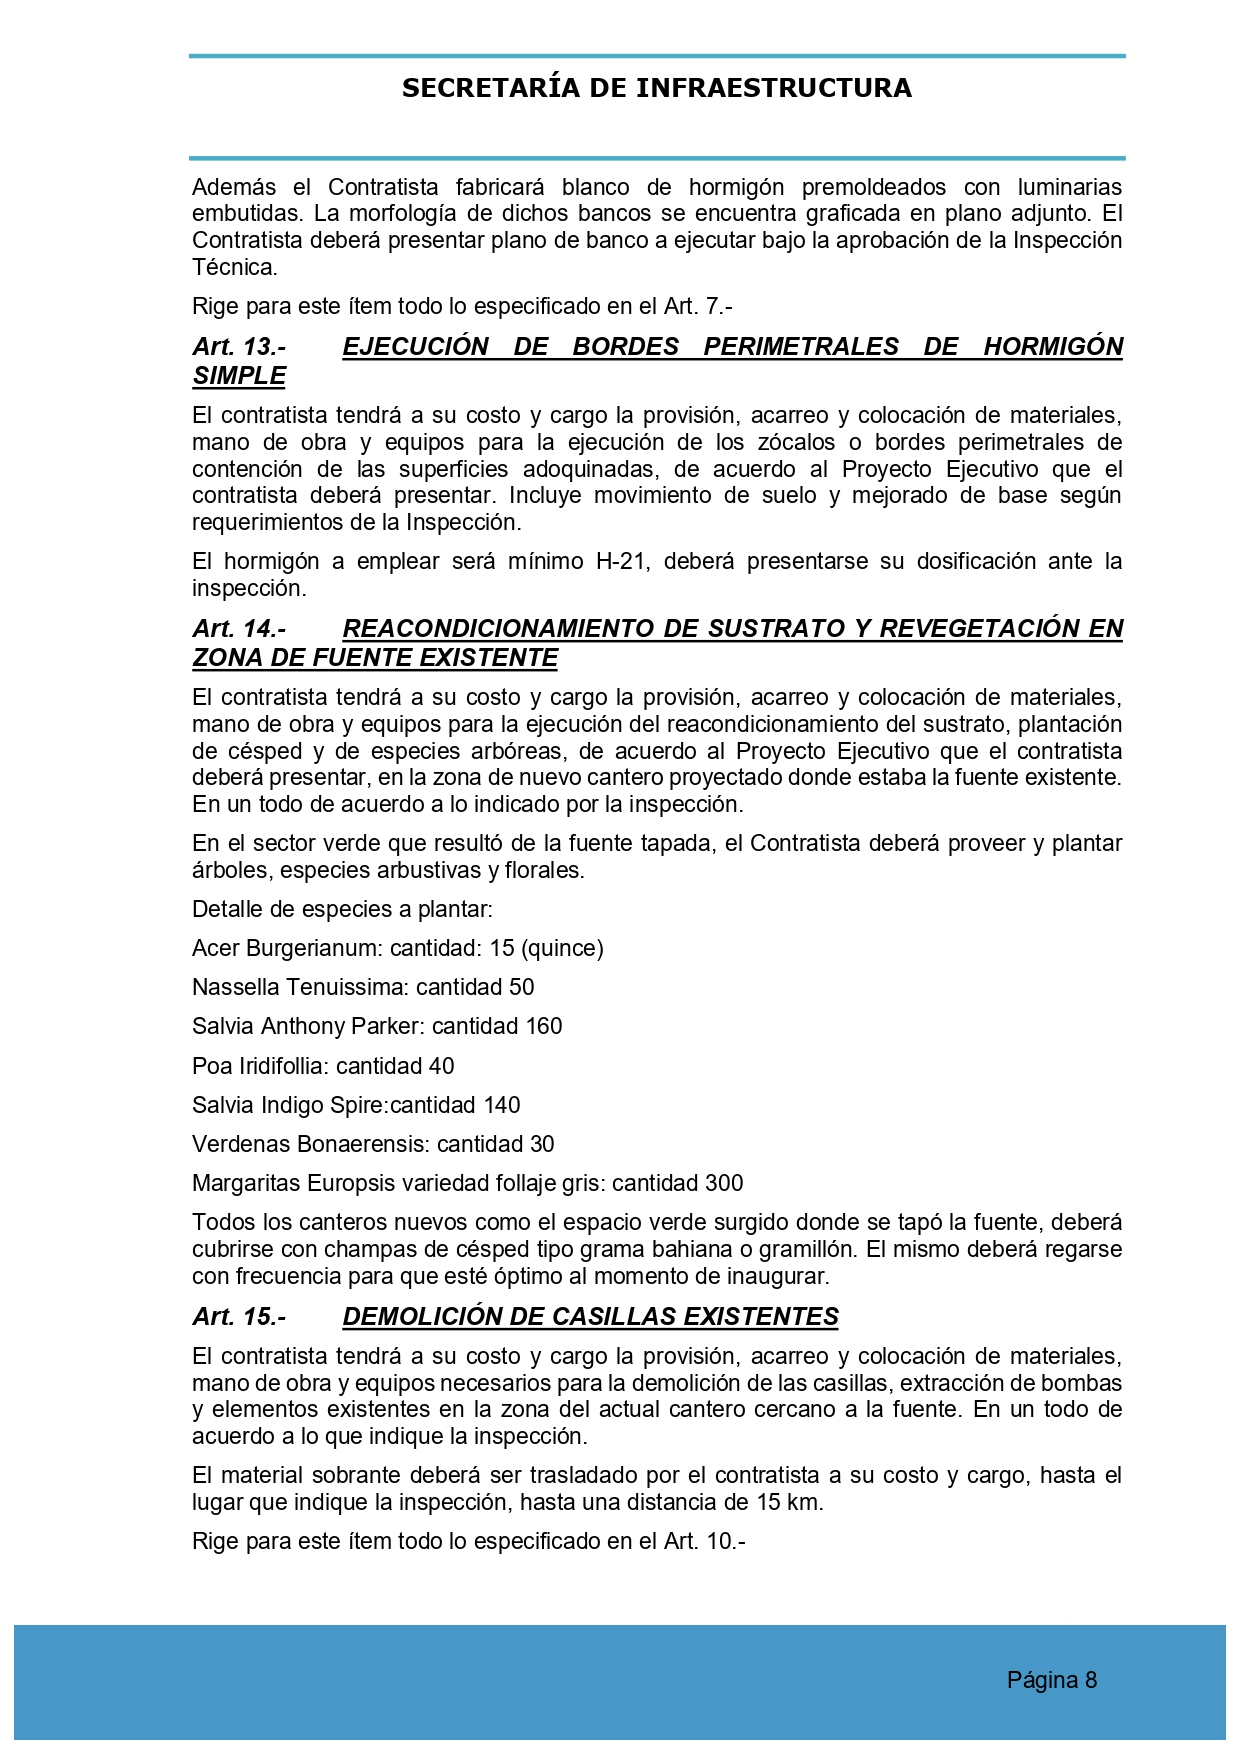 SECRETARÍA DE INFRAESTRUCTURA
Además el Contratista fabricará blanco de hormigón premoldeados con luminarias
embutidas. La morfología de dichos bancos se encuentra graficada en plano adjunto. El
Contratista deberá presentar plano de banco a ejecutar bajo la aprobación de la Inspección
Técnica.
Rige para este ítem todo lo especificado en el Art. 7.-
Art. 13.- EJECUCIÓN DE BORDES PERIMETRALES DE HORMIGÓN
SIMPLE
El contratista tendrá a su costo y cargo la provisión, acarreo y colocación de materiales,
mano de obra y equipos para la ejecución de los zócalos o bordes perimetrales de
contención de las superficies adoquinadas, de acuerdo al Proyecto Ejecutivo que el
contratista deberá presentar. Incluye movimiento de suelo y mejorado de base según
requerimientos de la Inspección.
El hormigón a emplear será mínimo H-21, deberá presentarse su dosificación ante la
inspección.
Art. 14.- REACONDICIONAMIENTO DE SUSTRATO Y REVEGETACIÓN EN
ZONA DE FUENTE EXISTENTE
El contratista tendrá a su costo y cargo la provisión, acarreo y colocación de materiales,
mano de obra y equipos para la ejecución del reacondicionamiento del sustrato, plantación
de césped y de especies arbóreas, de acuerdo al Proyecto Ejecutivo que el contratista
deberá presentar, en la zona de nuevo cantero proyectado donde estaba la fuente existente.
En un todo de acuerdo a lo indicado por la inspección.
En el sector verde que resultó de la fuente tapada, el Contratista deberá proveer y plantar
árboles, especies arbustivas y florales.
Detalle de especies a plantar:
Acer Burgerianum: cantidad: 15 (quince)
Nassella Tenuissima: cantidad 50
Salvia Anthony Parker: cantidad 160
Poa Iridifollia: cantidad 40
Salvia Indigo Spire:cantidad 140
Verdenas Bonaerensis: cantidad 30
Margaritas Europsis variedad follaje gris: cantidad 300
Todos los canteros nuevos como el espacio verde surgido donde se tapó la fuente, deberá
cubrirse con champas de césped tipo grama bahiana o gramillón. El mismo deberá regarse
con frecuencia para que esté óptimo al momento de inaugurar.
Art. 15.- DEMOLICIÓN DE CASILLAS EXISTENTES
El contratista tendrá a su costo y cargo la provisión, acarreo y colocación de materiales,
mano de obra y equipos necesarios para la demolición de las casillas, extracción de bombas
y elementos existentes en la zona del actual cantero cercano a la fuente. En un todo de
acuerdo a lo que indique la inspección.
El material sobrante deberá ser trasladado por el contratista a su costo y cargo, hasta el
lugar que indique la inspección, hasta una distancia de 15 km.
Rige para este ítem todo lo especificado en el Art. 10.-
Página 8